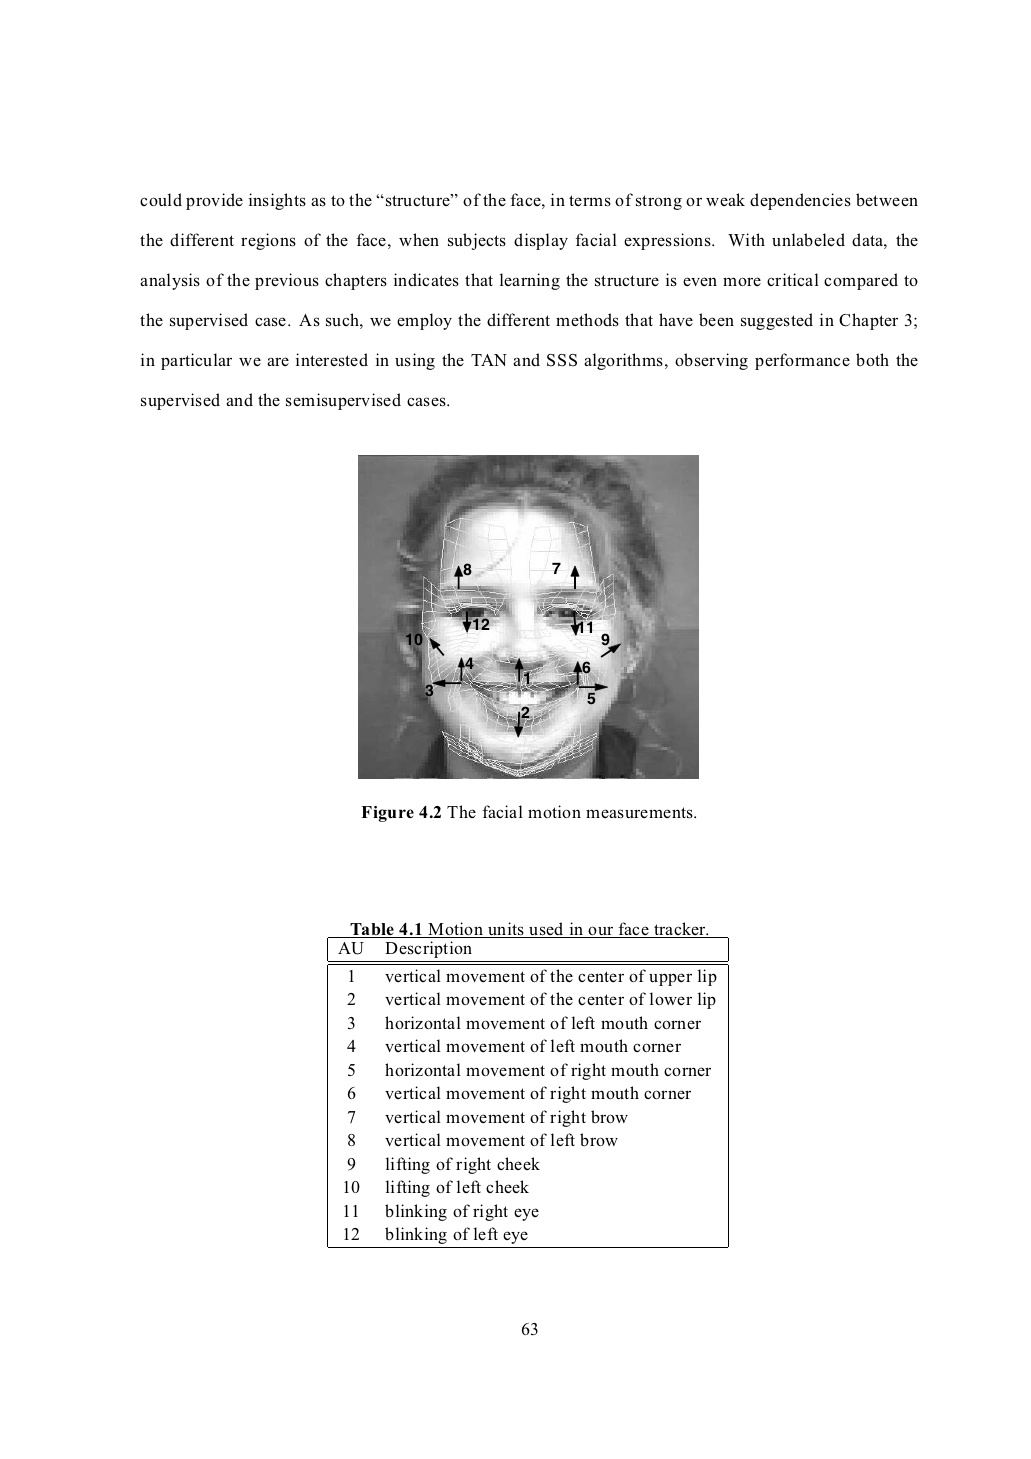 could provide insights as to the “structure” of the face, in terms of strong or weak dependencies between
the different regions of the face, when subjects display facial expressions. With unlabeled data, the
analysis of the previous chapters indicates that learning the structure is even more critical compared to
the supervised case. As such, we employ the different methods that have been suggested in Chapter 3;
in particular we are interested in using the TAN and SSS algorithms, observing performance both the
supervised and the semisupervised cases.
8 7
12 11
10 9
4 6
3 1 5
2
Figure 4.2 The facial motion measurements.
Table 4.1 Motion units used in our face tracker.
AU Description
1 vertical movement of the center of upper lip
2 vertical movement of the center of lower lip
3 horizontal movement of left mouth corner
4 vertical movement of left mouth corner
5 horizontal movement of right mouth corner
6 vertical movement of right mouth corner
7 vertical movement of right brow
8 vertical movement of left brow
9 lifting of right cheek
10 lifting of left cheek
11 blinking of right eye
12 blinking of left eye
63